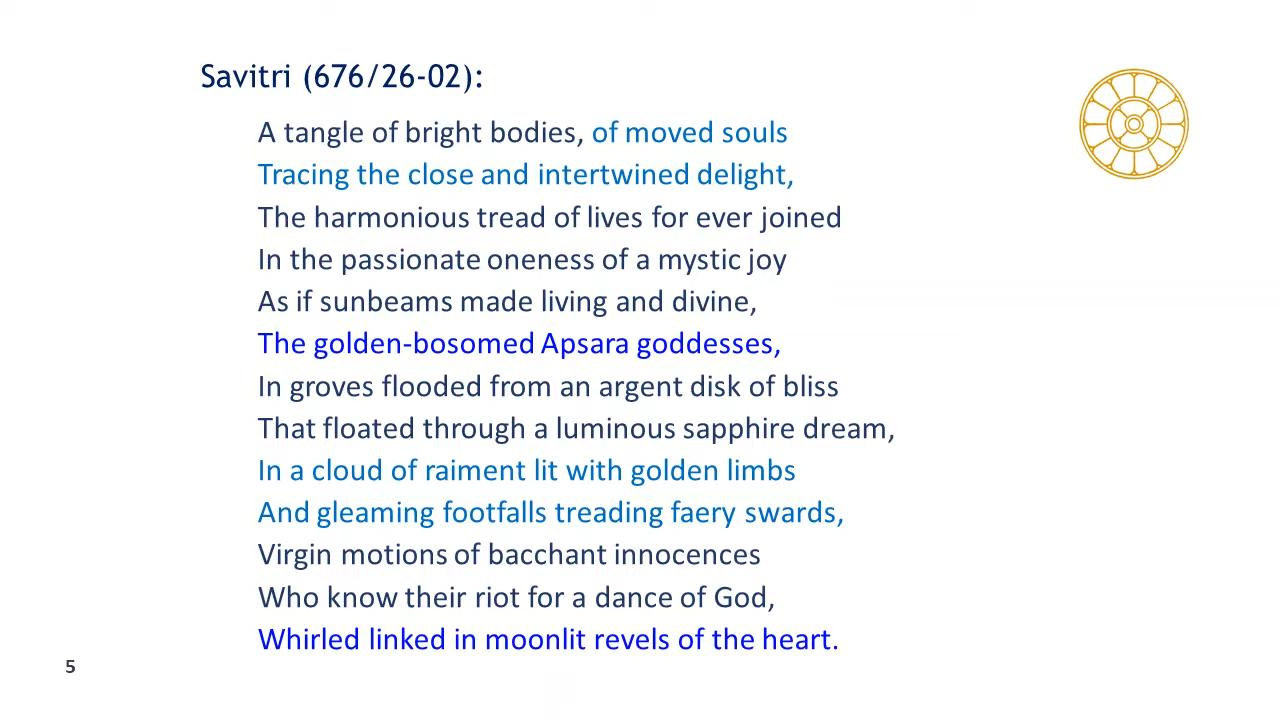 Savitri (676/26-02):
A tangle of bright bodies, of moved souls
Tracing the close and intertwined delight,
The harmonious tread of lives for ever joined
In the passionate oneness of a mystic joy
As if sunbeams made living and divine,
The golden-bosomed Apsara goddesses,
In groves flooded from an argent disk of bliss
That floated through a luminous sapphire dream,
In a cloud of raiment lit with golden limbs
And gleaming footfalls treading faery swards,
Virgin motions of bacchant innocences
Who know their riot for a dance of God,
Whirled linked in moonlit revels of the heart.
5